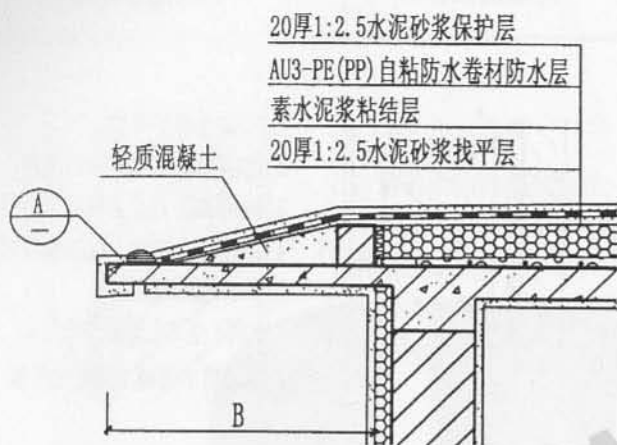 20厚1:2.5水泥砂浆保护层
AU3-PE(PP)自粘防水卷材防水层
素水泥浆粘结层
20厚1:2.5水泥砂浆找平层
轻质混凝土
A
B